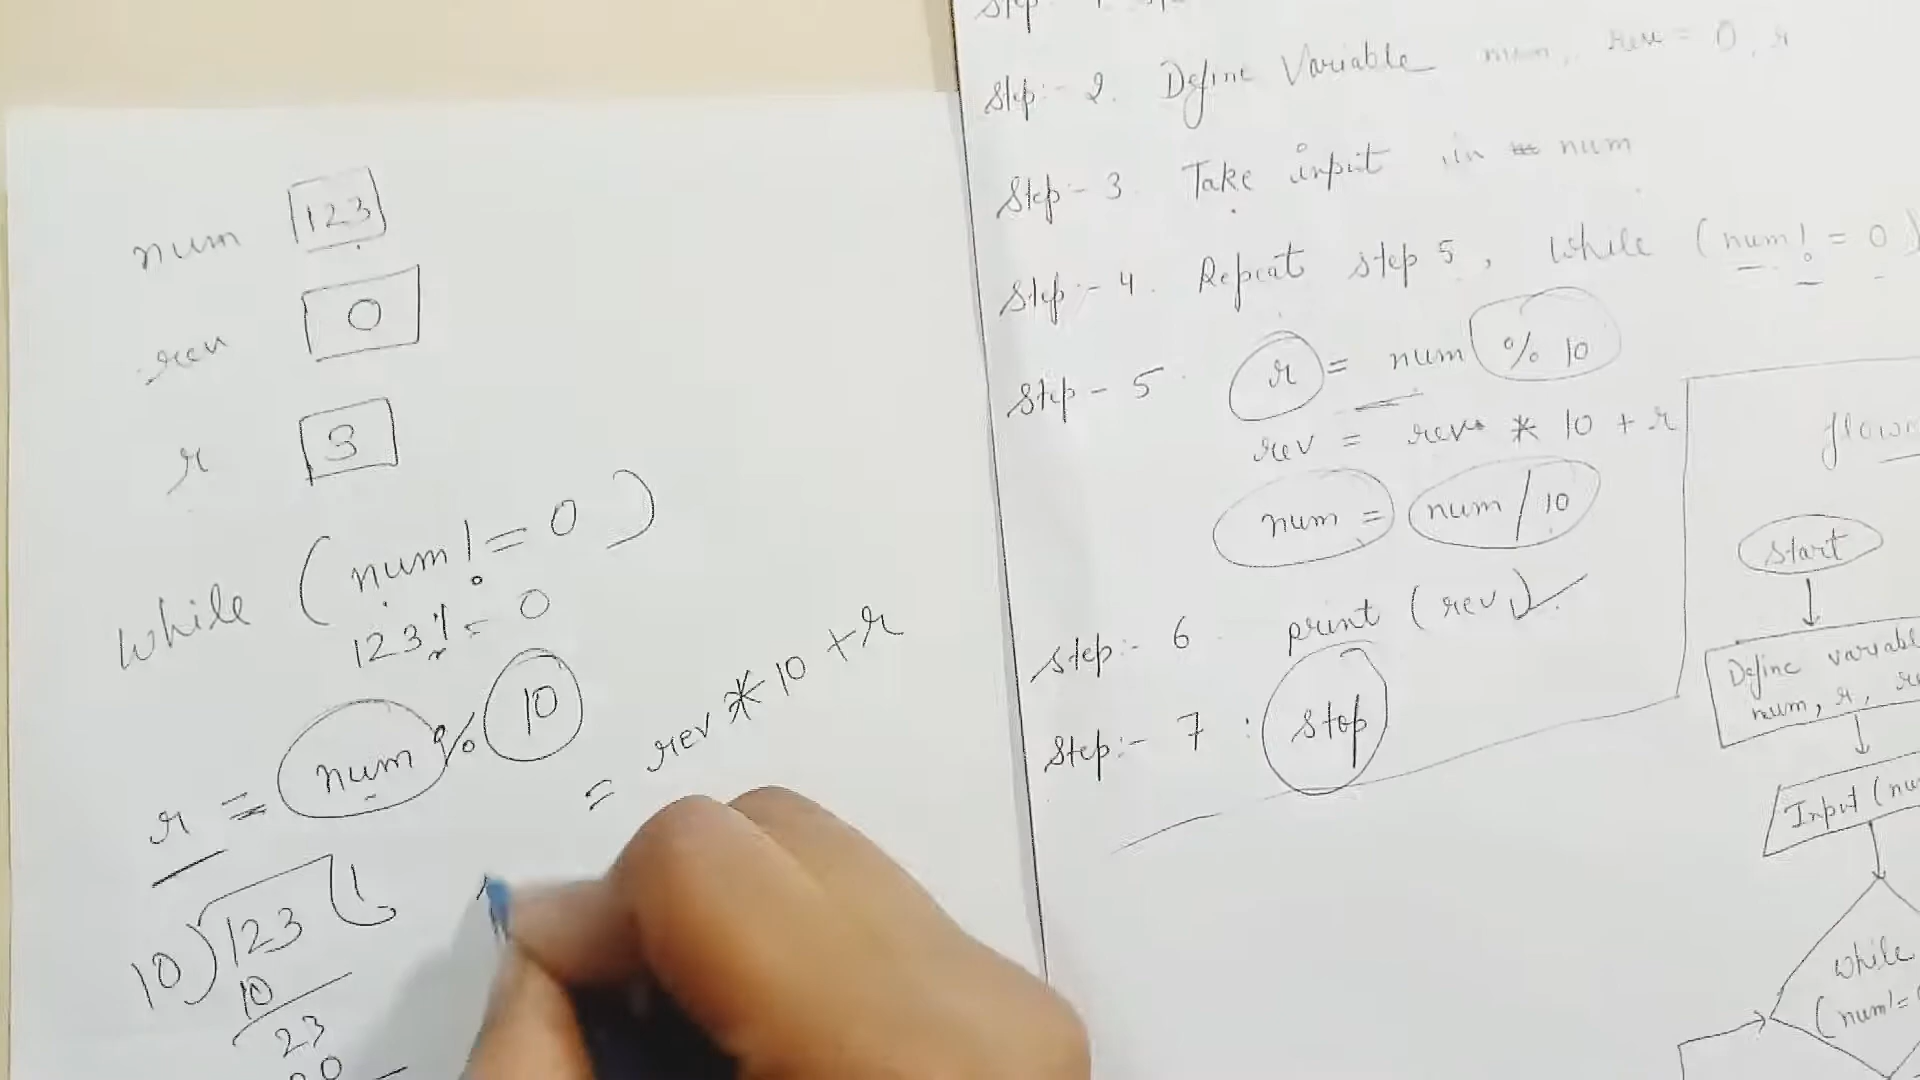 num 123
rev 0
r 3
while (num != 0)
123 != 0
r = num % 10
= rev * 10 + r
10) 123 (
10
23
Step
Step:- 2. Define Variable num, rev = 0, r
Step:- 3. Take input in num
Step:- 4. Repeat step 5, while (num != 0)
Step - 5. r = num % 10
rev = rev * 10 + r
num = num / 10
Step:- 6. print (rev)
Step:- 7 : stop
start
Define variable
num, r,
Input (
while
(num !=